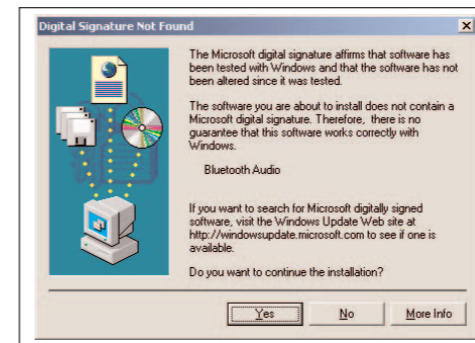 Digital Signature Not Found
The Microsoft digital signature affirms that software has
been tested with Windows and that the software has not
been altered since it was tested.
The software you are about to install does not contain a
Microsoft digital signature. Therefore, there is no
guarantee that this software works correctly with
Windows.
Bluetooth Audio
If you want to search for Microsoft digitally signed
software, visit the Windows Update Web site at
http://windowsupdate.microsoft.com to see if one is
available.
Do you want to continue the installation?
Yes No More Info